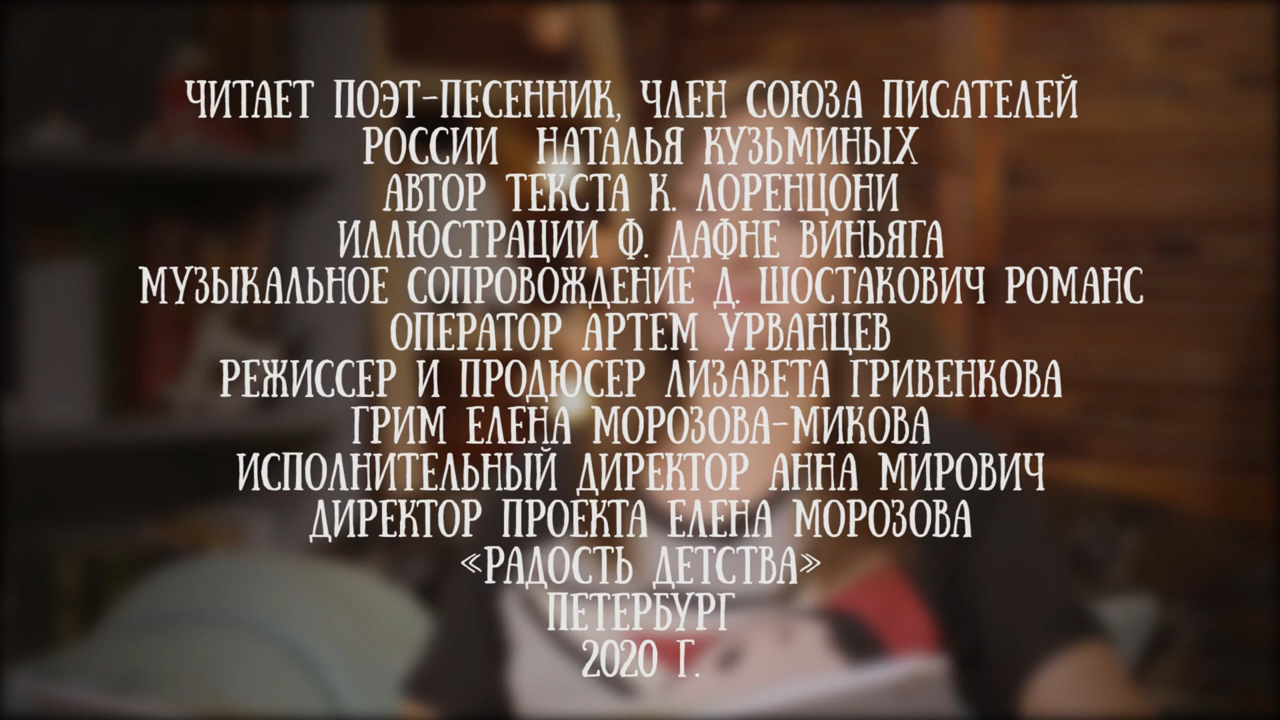 ЧИТАЕТ ПОЭТ-ПЕСЕННИК, ЧЛЕН СОЮЗА ПИСАТЕЛЕЙ
РОССИИ НАТАЛЬЯ КУЗЬМИНЫХ
АВТОР ТЕКСТА К. ЛОРЕНЦОНИ
ИЛЛЮСТРАЦИИ Ф. ДАФНЕ ВИНЬЯГА
МУЗЫКАЛЬНОЕ СОПРОВОЖДЕНИЕ Д. ШОСТАКОВИЧ РОМАНС
ОПЕРАТОР АРТЕМ УРВАНЦЕВ
РЕЖИССЕР И ПРОДЮСЕР ЛИЗАВЕТА ГРИВЕНКОВА
ГРИМ ЕЛЕНА МОРОЗОВА-МИКОВА
ИСПОЛНИТЕЛЬНЫЙ ДИРЕКТОР АННА МИРОВИЧ
ДИРЕКТОР ПРОЕКТА ЕЛЕНА МОРОЗОВА
«РАДОСТЬ ДЕТСТВА»
ПЕТЕРБУРГ
2020 Г.